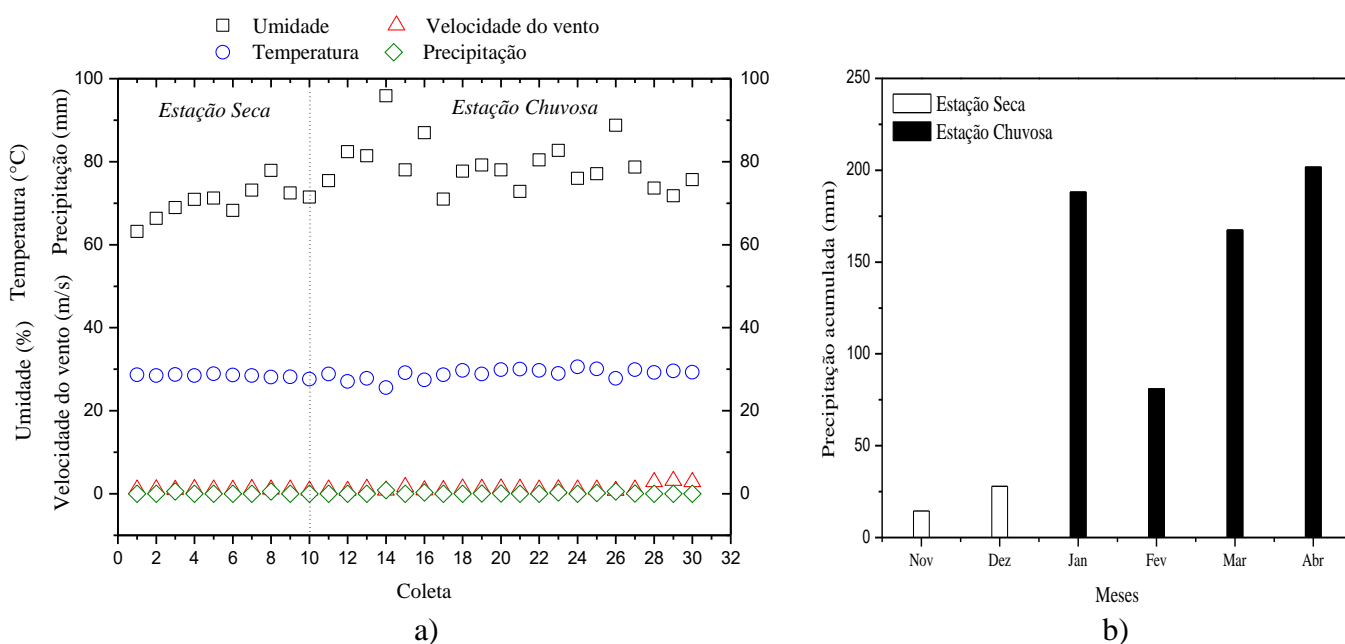 Umidade
Velocidade do vento
Temperatura
Precipitação
Umidade (%) Temperatura (°C)
Velocidade do vento (m/s) Precipitação (mm)
100
80
60
40
20
0
Estação Seca
Estação Chuvosa
100
80
60
40
20
0
0 2 4 6 8 10 12 14 16 18 20 22 24 26 28 30 32
Coleta
a)
Precipitação acumulada (mm)
250
200
150
100
50
0
Estação Seca
Estação Chuvosa
Nov Dez Jan Fev Mar Abr
Meses
b)